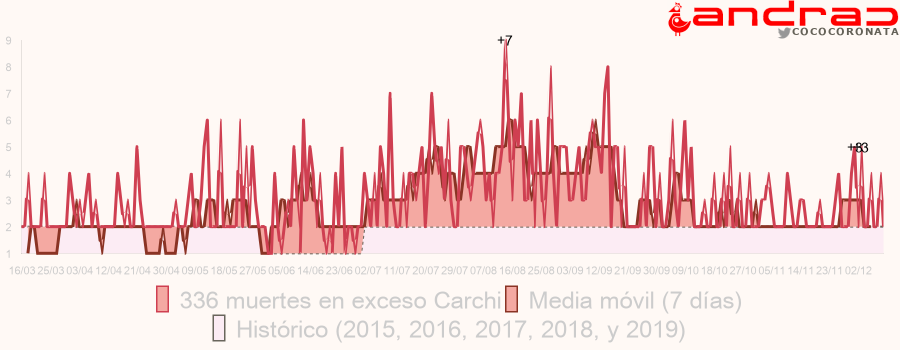 andrac
COCOCORONATA
9
8
7
6
5
4
3
2
1
+7
+83
16/03 25/03 03/04 12/04 21/04 30/04 09/05 18/05 27/05 05/06 14/06 23/06 02/07 11/07 20/07 29/07 07/08 16/08 25/08 03/09 12/09 21/09 30/09 09/10 18/10 27/10 05/11 14/11 23/11 02/12
336 muertes en exceso Carchi Media móvil (7 días)
Histórico (2015, 2016, 2017, 2018, y 2019)